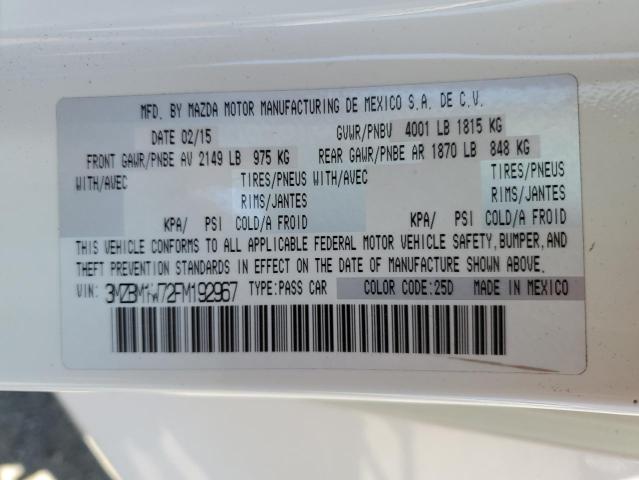 MFD. BY MAZDA MOTOR MANUFACTURING DE MEXICO S.A. DE C.V.
DATE 02/15 GVWR/PNBV 4001 LB 1815 KG
FRONT GAWR/PNBE AV 2149 LB 975 KG REAR GAWR/PNBE AR 1870 LB 848 KG
WITH/AVEC TIRES/PNEUS WITH/AVEC TIRES/PNEUS
RIMS/JANTES RIMS/JANTES
KPA/ PSI COLD/A FROID KPA/ PSI COLD/A FROID
THIS VEHICLE CONFORMS TO ALL APPLICABLE FEDERAL MOTOR VEHICLE SAFETY, BUMPER, AND
THEFT PREVENTION STANDARDS IN EFFECT ON THE DATE OF MANUFACTURE SHOWN ABOVE.
VIN: TYPE:PASS CAR COLOR CODE:25D MADE IN MEXICO